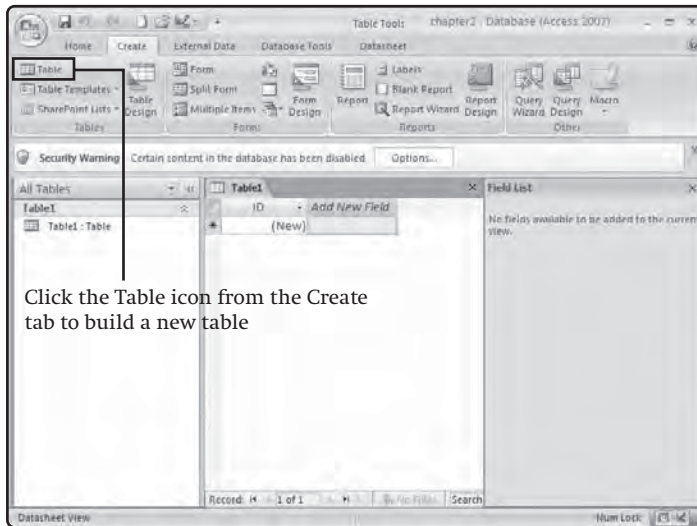 Table Tools chapter2 : Database (Access 2007)
Home Create External Data Database Tools Datasheet
Table
Table Templates
SharePoint Lists
Table Design
Tables
Form
Split Form
Multiple Items
Form Design
Forms
Report
Labels
Blank Report
Report Wizard
Report Design
Reports
Query Wizard
Query Design
Macro
Other
Security Warning Certain content in the database has been disabled Options...
All Tables
Table1
Table1 : Table
Table1
ID Add New Field
(New)
Field List
No fields available to be added to the current
view.
Click the Table icon from the Create
tab to build a new table
Record: 1 of 1 No Filter Search
Datasheet View Num Lock